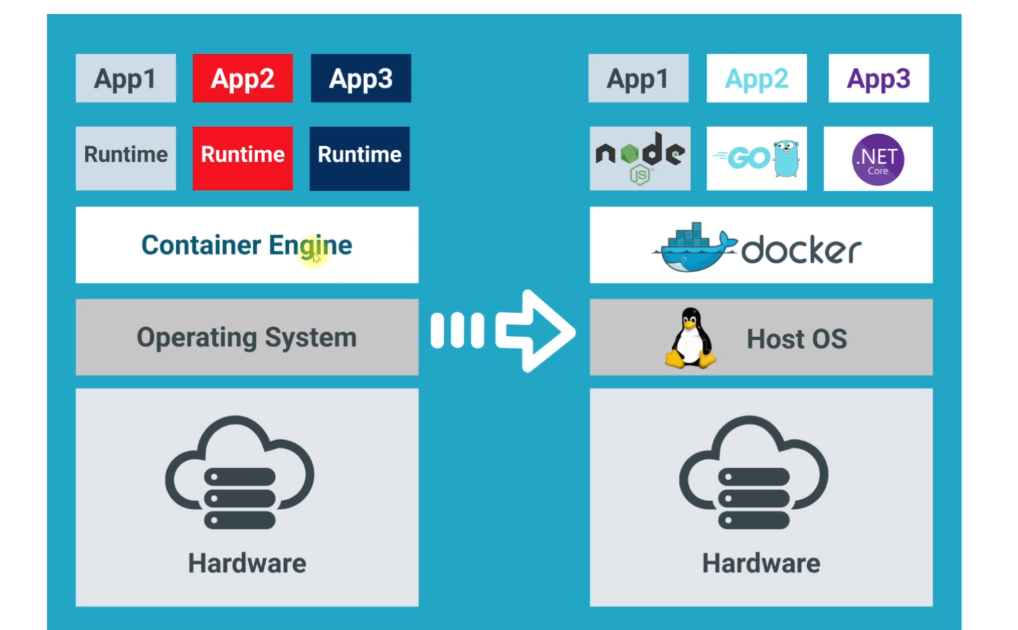 App1
App2
App3
Runtime
Runtime
Runtime
Container Engine
Operating System
Hardware
App1
App2
App3
node
JS
GO
.NET
Core
docker
Host OS
Hardware